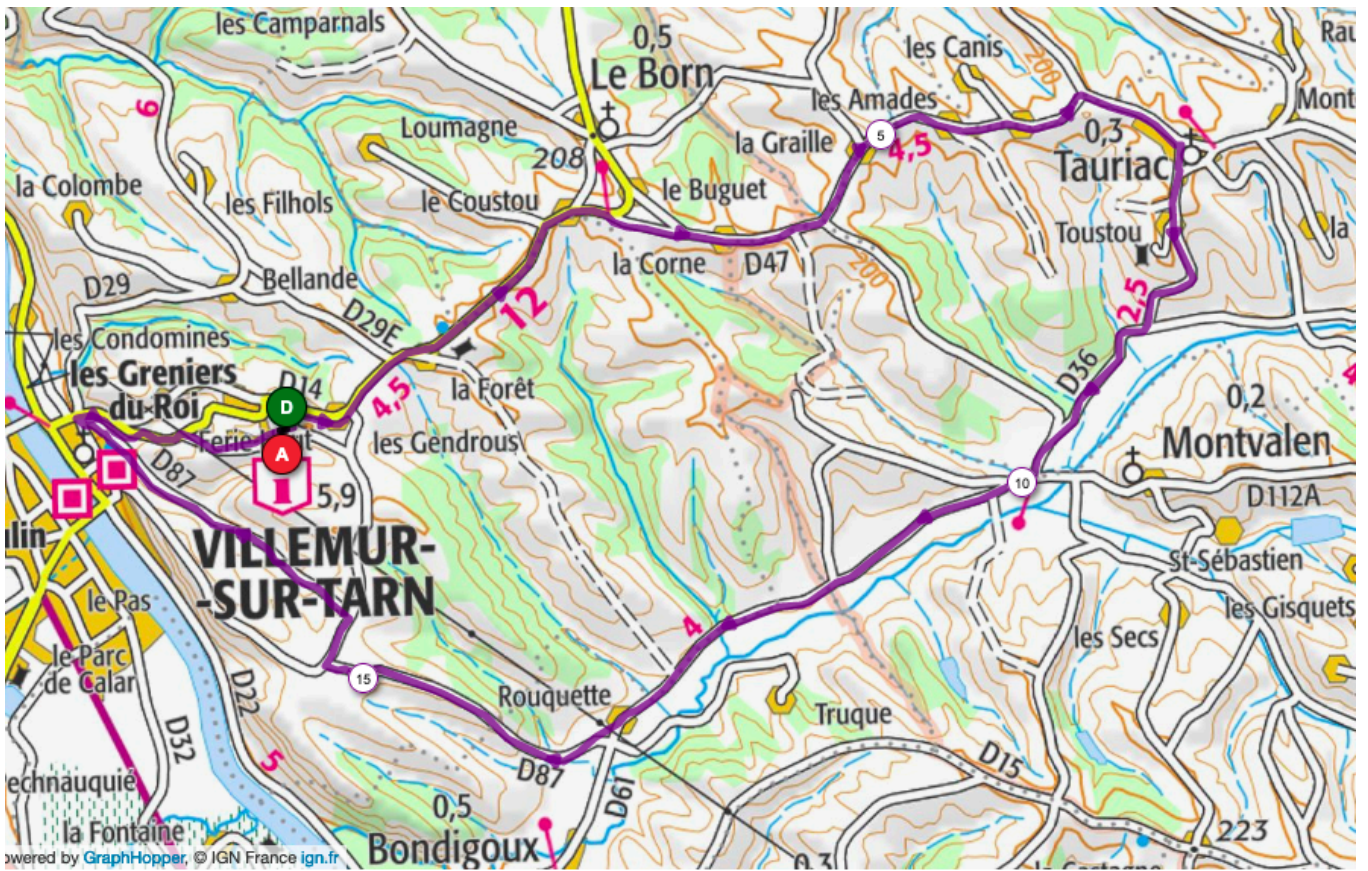 les Camparnals
0,5
Le Born
les Canis
200
les Amades
Loumagne
6
208
la Graille
5
4,5
0,3
Tauriac
la Colombe
les Filhols
le Coustou
le Buguet
Toustou
la
Bellande
la Corne
D47
200
D29
12
2,5
D29E
les Condomines
les Greniers
du-Roi
D14
D
la Forêt
4,5
D36
0,2
A
les Gendrous
Montvalen
D87
5,9
10
D112A
VILLEMUR-
-SUR-TARN
St-Sébastien
le Pas
4
les Gisquets
les Secs
le Parc
de Calar
15
D22
Rouquette
Truque
D32
5
D87
D61
D15
0,5
la Fontaine
Bondigoux
223
0,3
powered by GraphHopper, © IGN France ign.fr